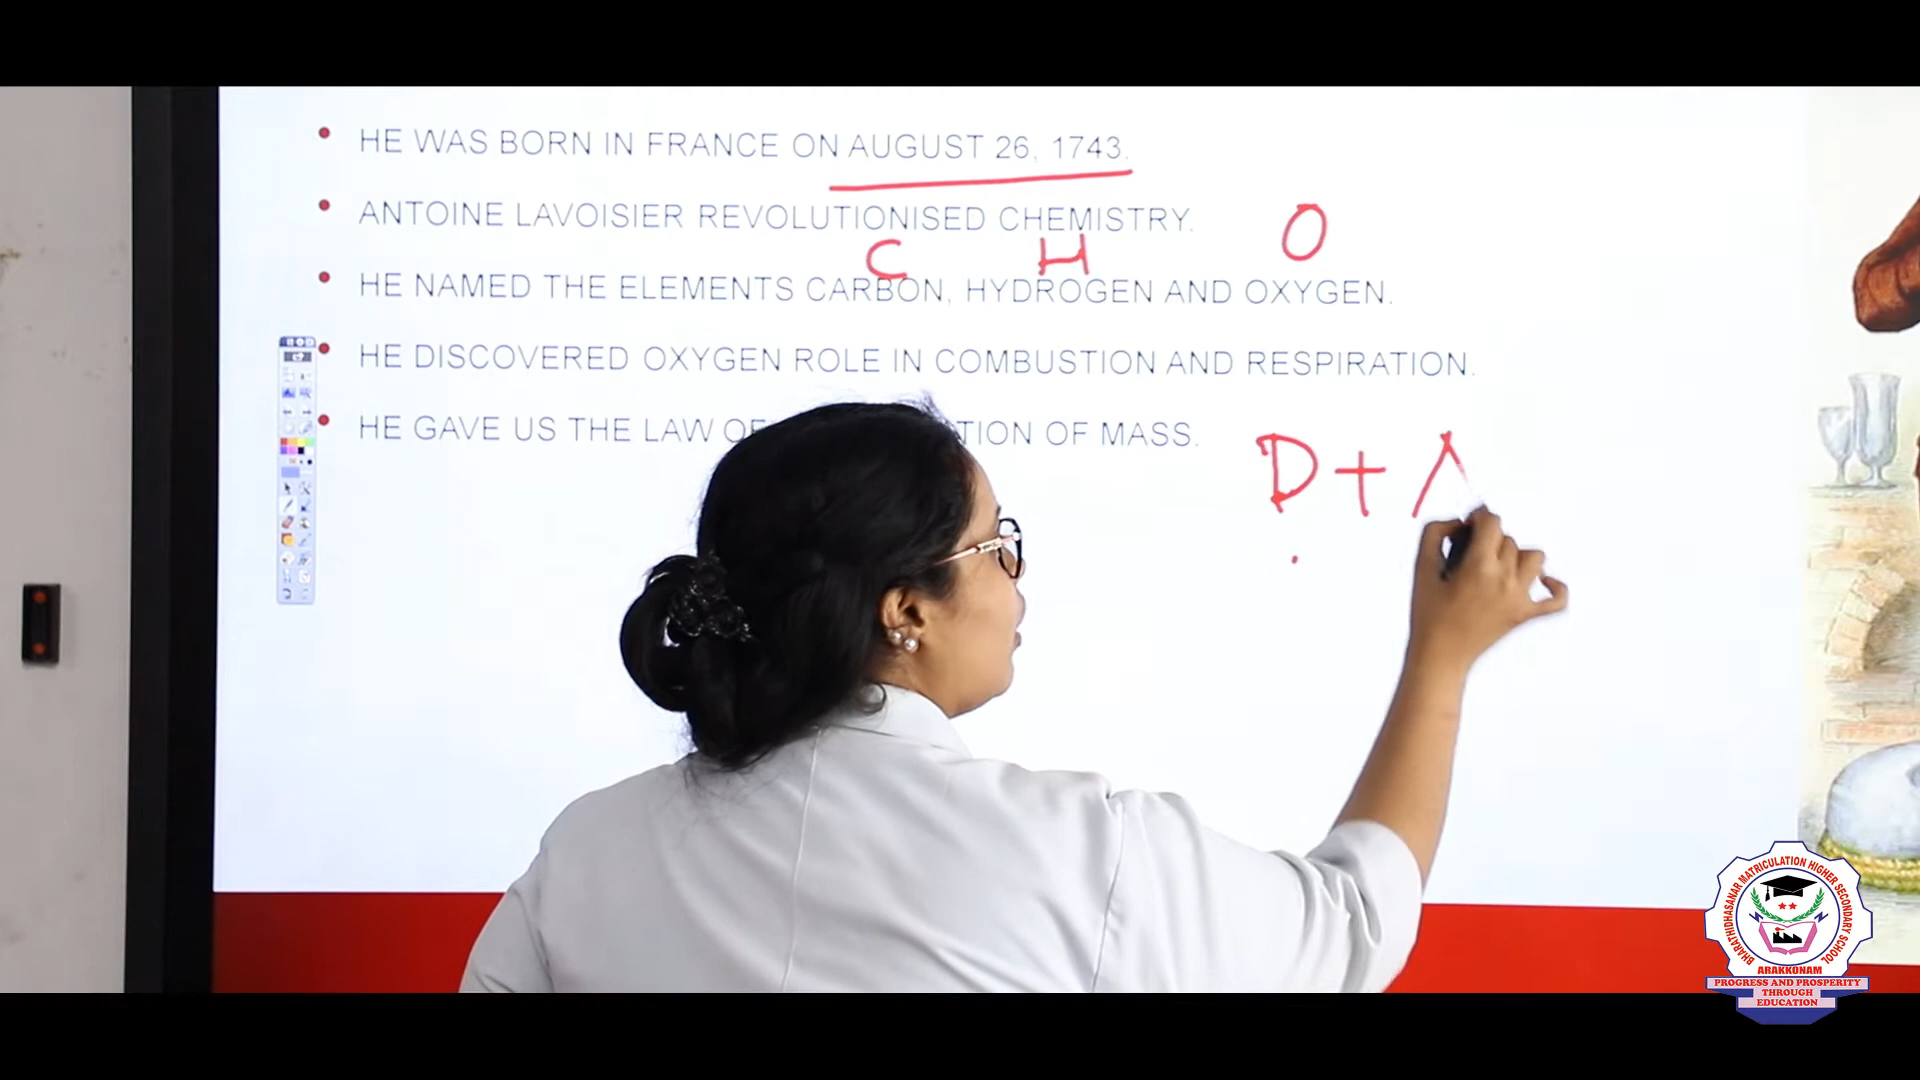 HE WAS BORN IN FRANCE ON AUGUST 26, 1743.
ANTOINE LAVOISIER REVOLUTIONISED CHEMISTRY.
C H O
HE NAMED THE ELEMENTS CARBON, HYDROGEN AND OXYGEN.
HE DISCOVERED OXYGEN ROLE IN COMBUSTION AND RESPIRATION.
HE GAVE US THE LAW OF TION OF MASS.
D +
BHARATHIDHASANAR MATRICULATION HIGHER SECONDARY SCHOOL
ARAKKONAM
PROGRESS AND PROSPERITY
THROUGH
EDUCATION